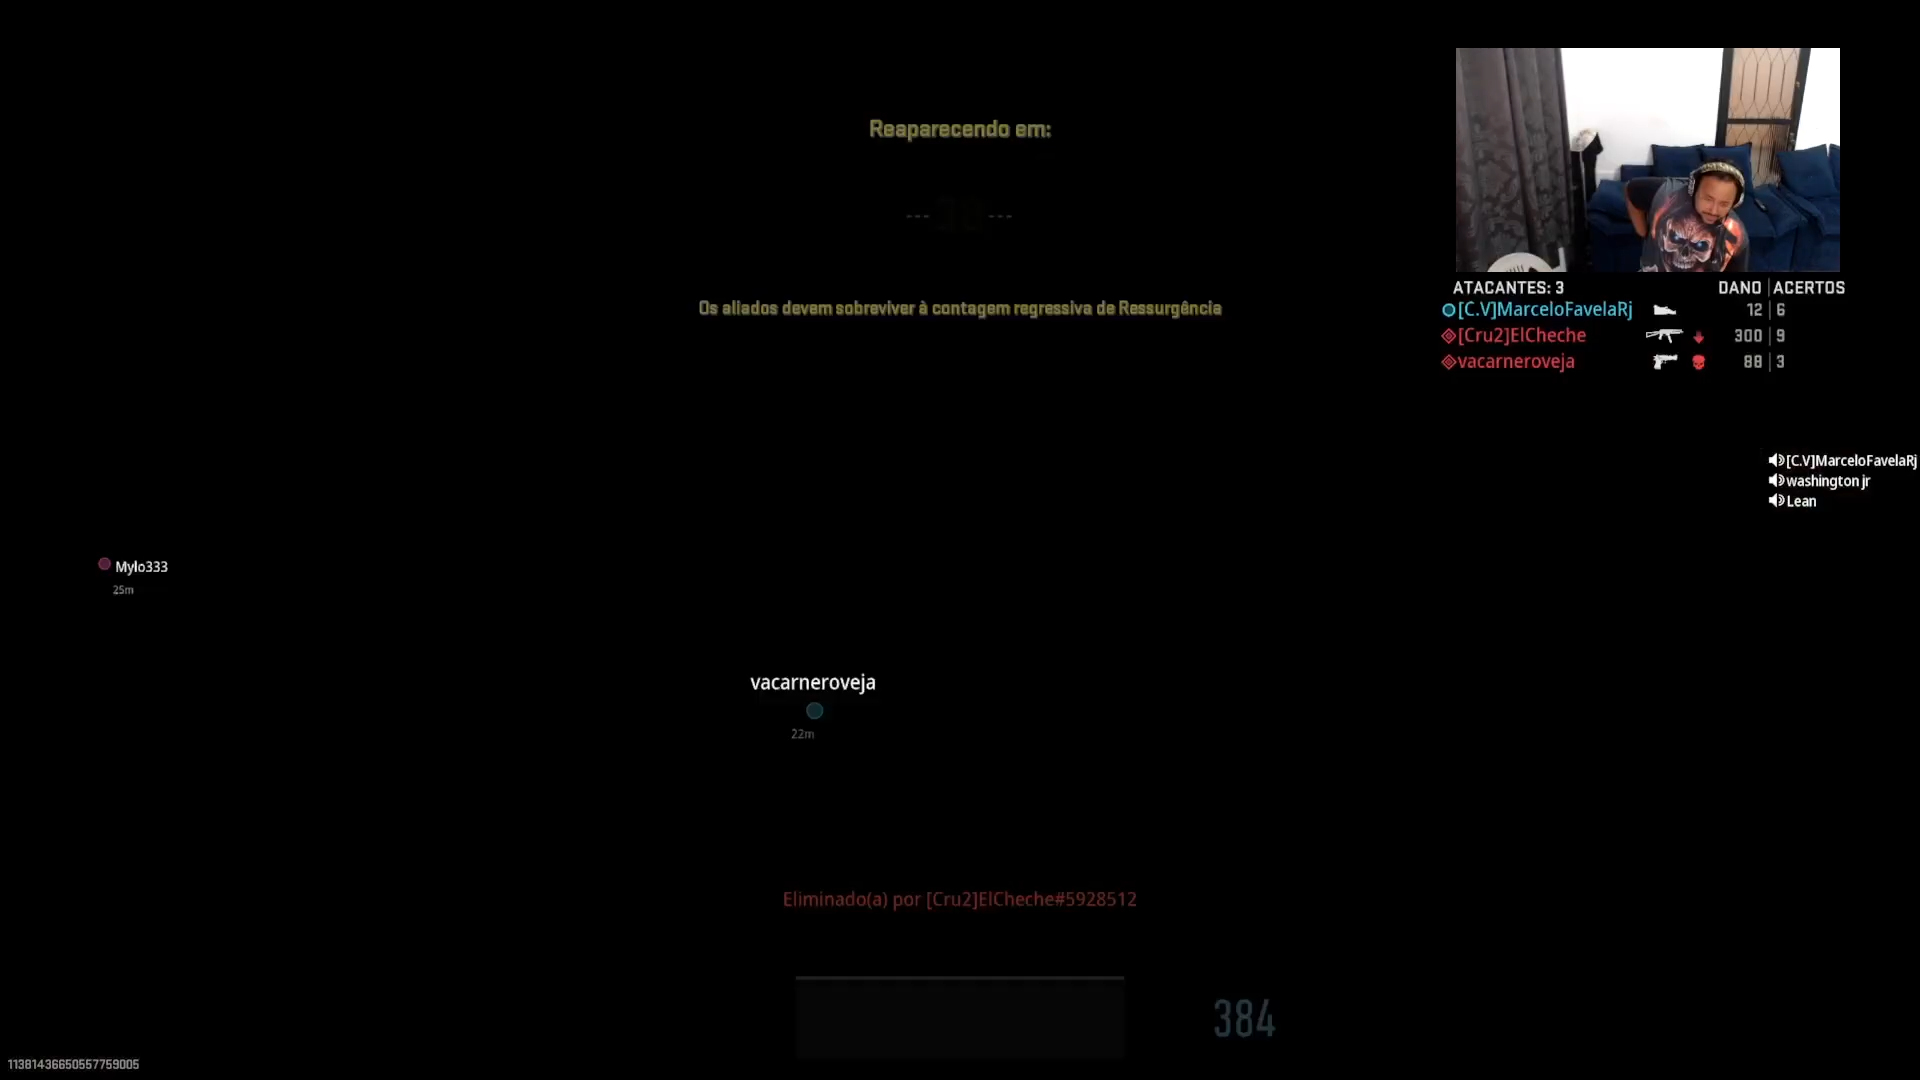 Reaparecendo em:
--- 30 ---
Os aliados devem sobreviver à contagem regressiva de Ressurgência
ATACANTES: 3 DANO | ACERTOS
[C.V]MarceloFavelaRj 12 | 6
[Cru2]ElCheche 300 | 9
vacarneroveja 88 | 3
[C.V]MarceloFavelaRj
washington jr
Lean
Mylo333
25m
vacarneroveja
22m
Eliminado(a) por [Cru2]ElCheche#5928512
384
11381436650557759005